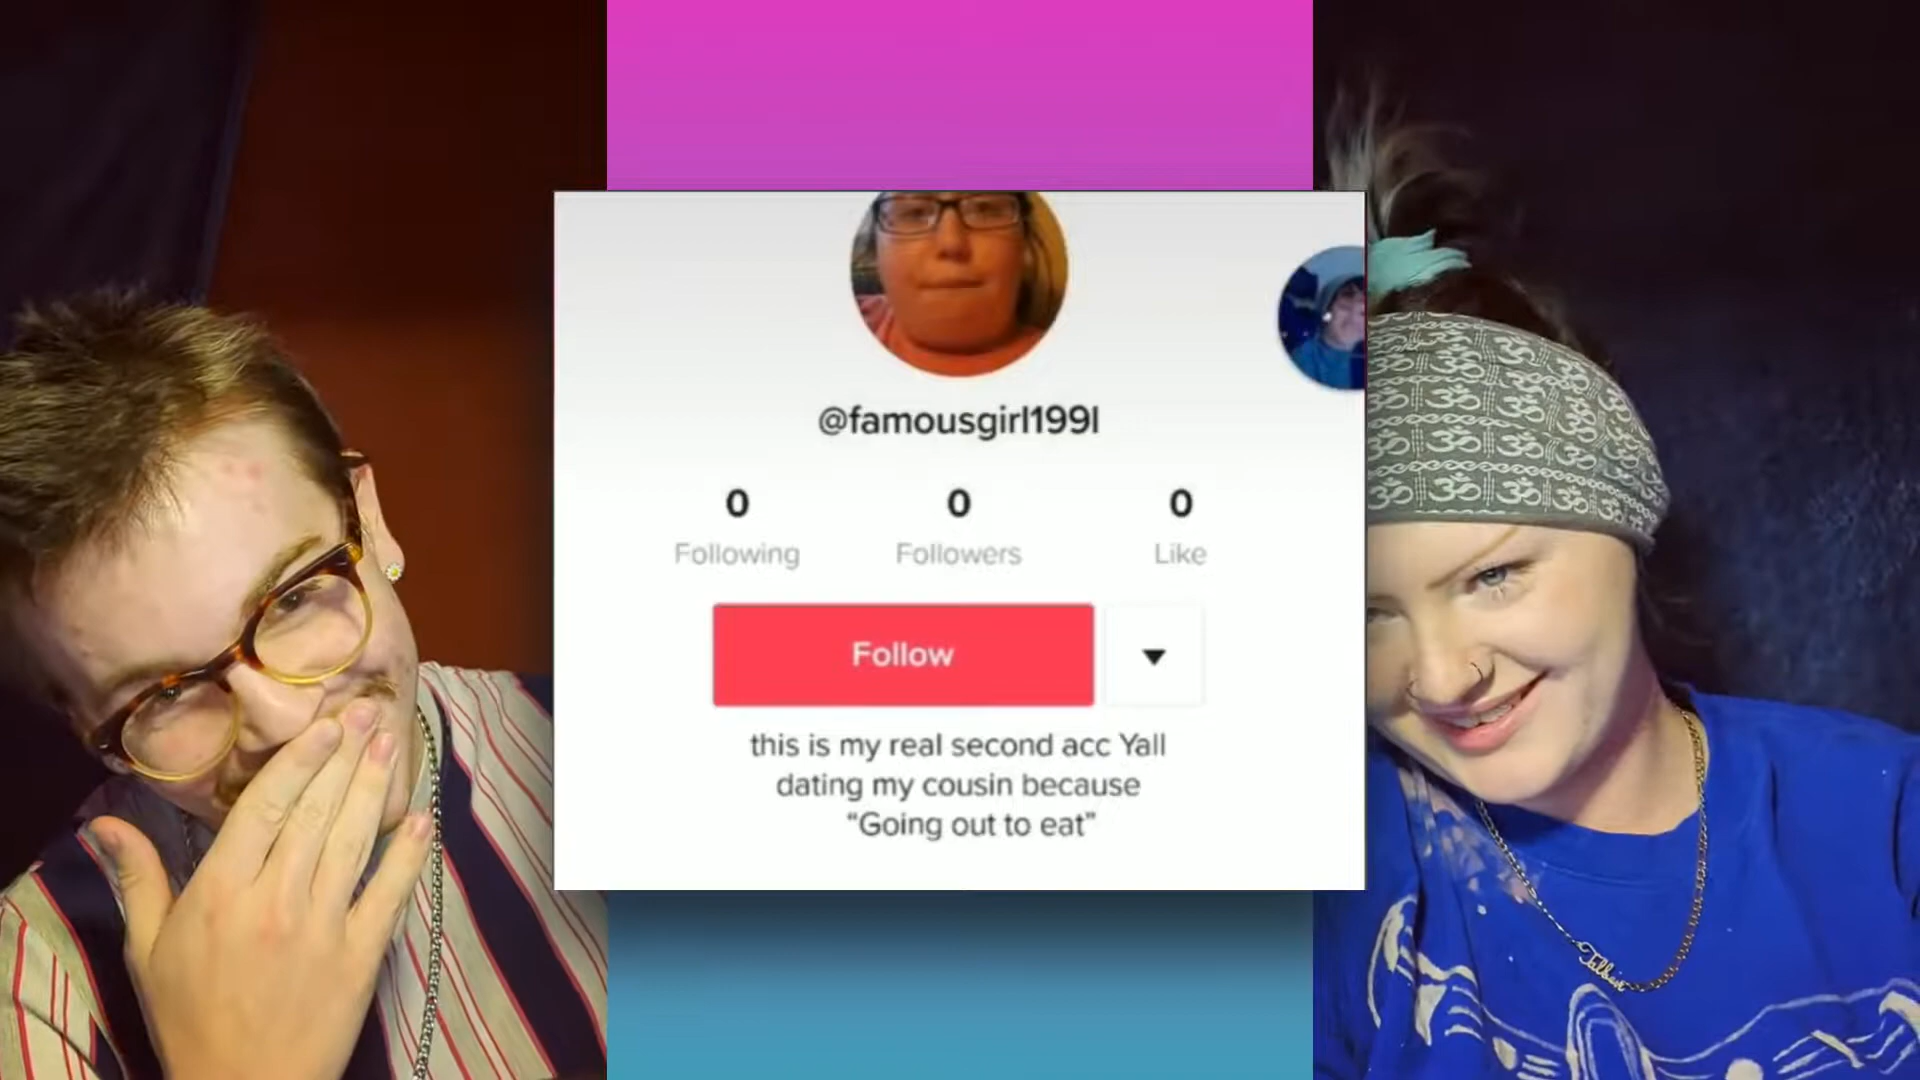 @famousgirl199l
0 0 0
Following Followers Like
Follow
this is my real second acc Yall
dating my cousin because
“Going out to eat”